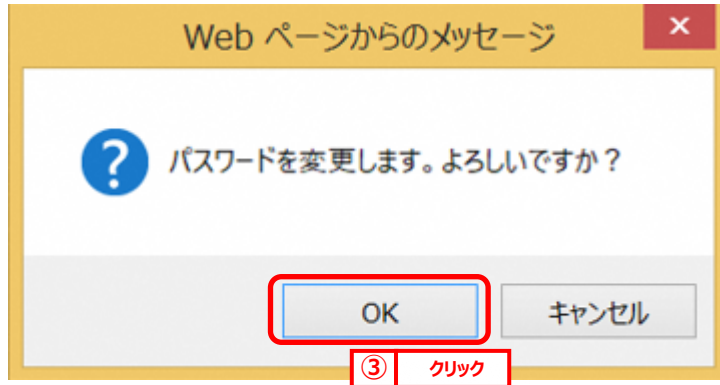 Web ページからのメッセージ
×
?
パスワードを変更します。よろしいですか？
OK
キャンセル
③ クリック